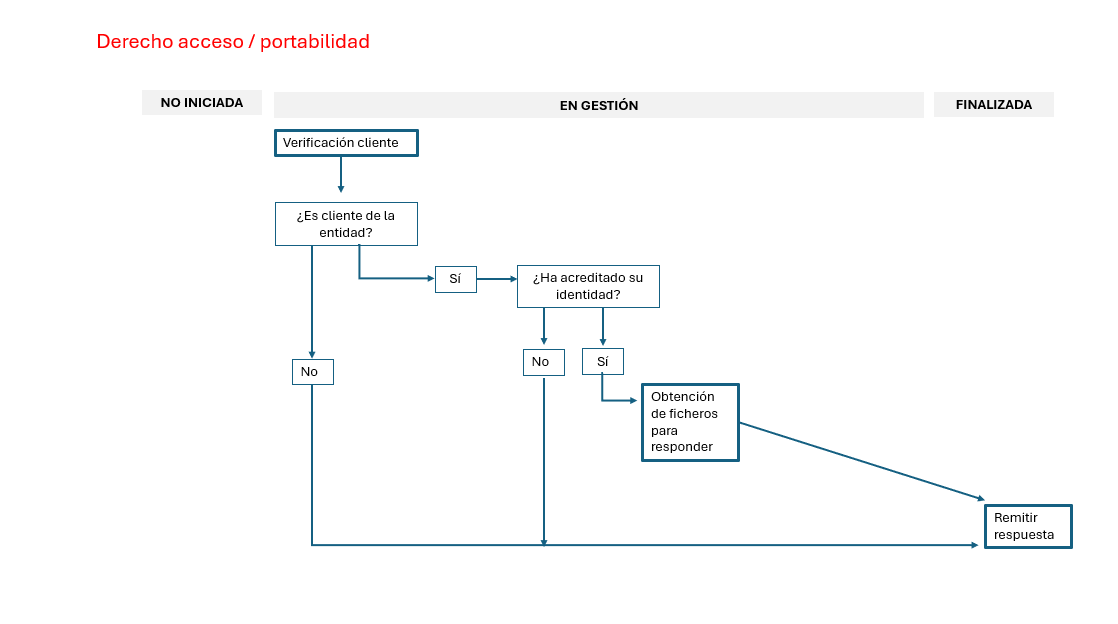 Derecho acceso / portabilidad
NO INICIADA
EN GESTIÓN
FINALIZADA
Verificación cliente
¿Es cliente de la
entidad?
Sí
¿Ha acreditado su
identidad?
No
No
Sí
Obtención
de ficheros
para
responder
Remitir
respuesta